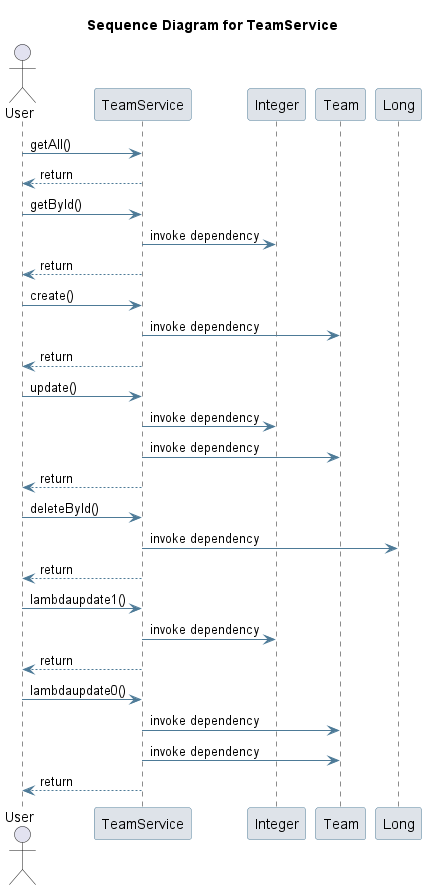 Sequence Diagram for TeamService
User
TeamService
Integer
Team
Long
getAll()
return
getById()
invoke dependency
return
create()
invoke dependency
return
update()
invoke dependency
invoke dependency
return
deleteById()
invoke dependency
return
lambdaupdate1()
invoke dependency
return
lambdaupdate0()
invoke dependency
invoke dependency
return
User
TeamService
Integer
Team
Long